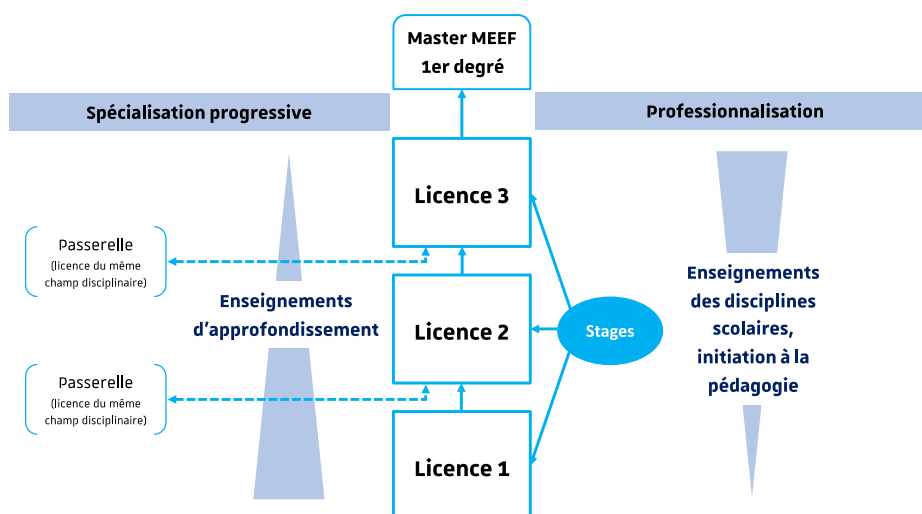 Master MEEF
1er degré
Spécialisation progressive
Professionnalisation
Licence 3
Passerelle
(licence du même
champ disciplinaire)
Enseignements
d'approfondissement
Licence 2
Stages
Enseignements
des disciplines
scolaires,
initiation à la
pédagogie
Passerelle
(licence du même
champ disciplinaire)
Licence 1